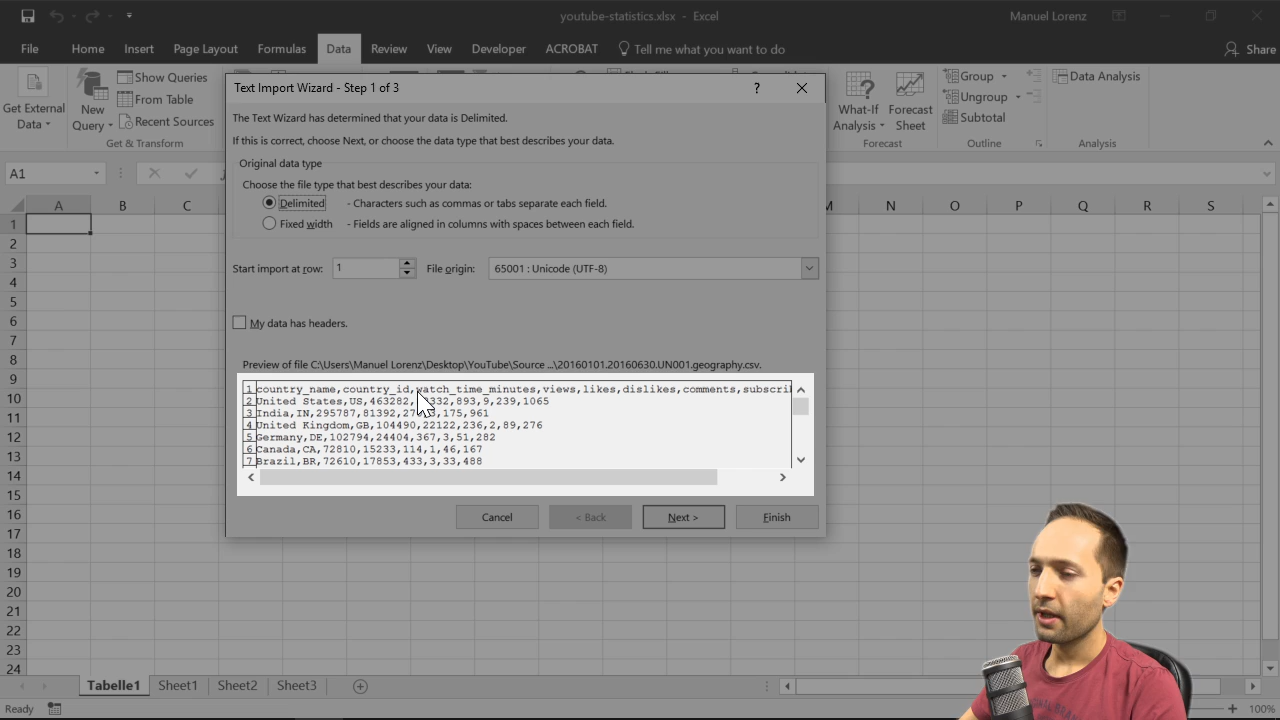 youtube-statistics.xlsx - Excel
Manuel Lorenz
File Home Insert Page Layout Formulas Data Review View Developer ACROBAT Tell me what you want to do Share
Get External Data
New Query
Show Queries
From Table
Recent Sources
Get & Transform
What-If Analysis
Forecast Sheet
Forecast
Group
Ungroup
Subtotal
Outline
Data Analysis
Analysis
Text Import Wizard - Step 1 of 3
The Text Wizard has determined that your data is Delimited.
If this is correct, choose Next, or choose the data type that best describes your data.
Original data type
Choose the file type that best describes your data:
Delimited - Characters such as commas or tabs separate each field.
Fixed width - Fields are aligned in columns with spaces between each field.
Start import at row: 1 File origin: 65001 : Unicode (UTF-8)
My data has headers.
Preview of file C:\Users\Manuel Lorenz\Desktop\YouTube\Source ...\20160101.20160630.UN001.geography.csv.
1 country_name,country_id,watch_time_minutes,views,likes,dislikes,comments,subscri
2 United States,US,463282, 332,893,9,239,1065
3 India,IN,295787,81392,27 ,175,961
4 United Kingdom,GB,104490,22122,236,2,89,276
5 Germany,DE,102794,24404,367,3,51,282
6 Canada,CA,72810,15233,114,1,46,167
7 Brazil,BR,72610,17853,433,3,33,488
Cancel < Back Next > Finish
A1
A B C M N O P Q R S
1
2
3
4
5
6
7
8
9
10
11
12
13
14
15
16
17
18
19
20
21
22
23
24
Tabelle1 Sheet1 Sheet2 Sheet3
Ready
100%